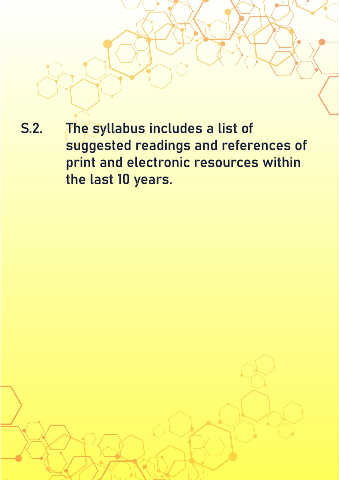 S.2. The syllabus includes a list of
suggested readings and references of
print and electronic resources within
the last 10 years.